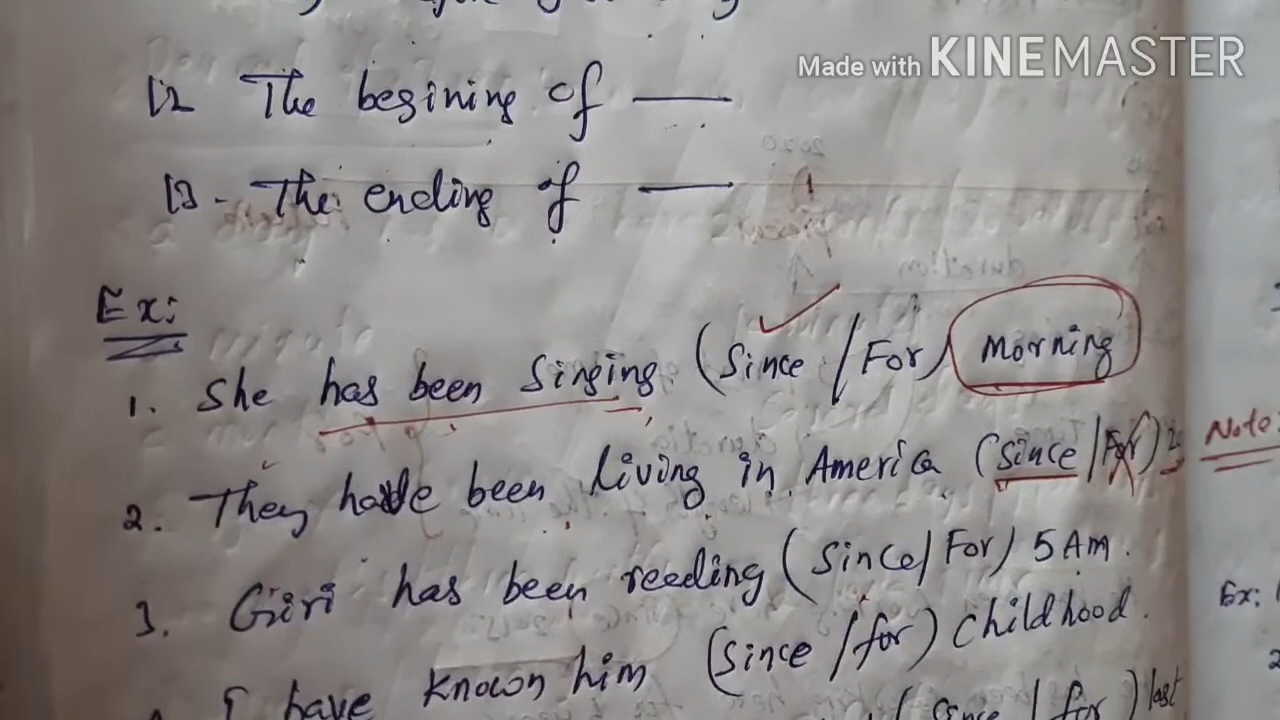 Made with KINEMASTER
12 The begining of —
13. The ending of —
Ex:
1. She has been Singing (Since / For) Morning
2. They have been living in America (Since / For)
Note:
3. Giri has been reeding (Since / For) 5 Am.
I have known him (Since / for) childhood.
Ex:
(Since / for) last